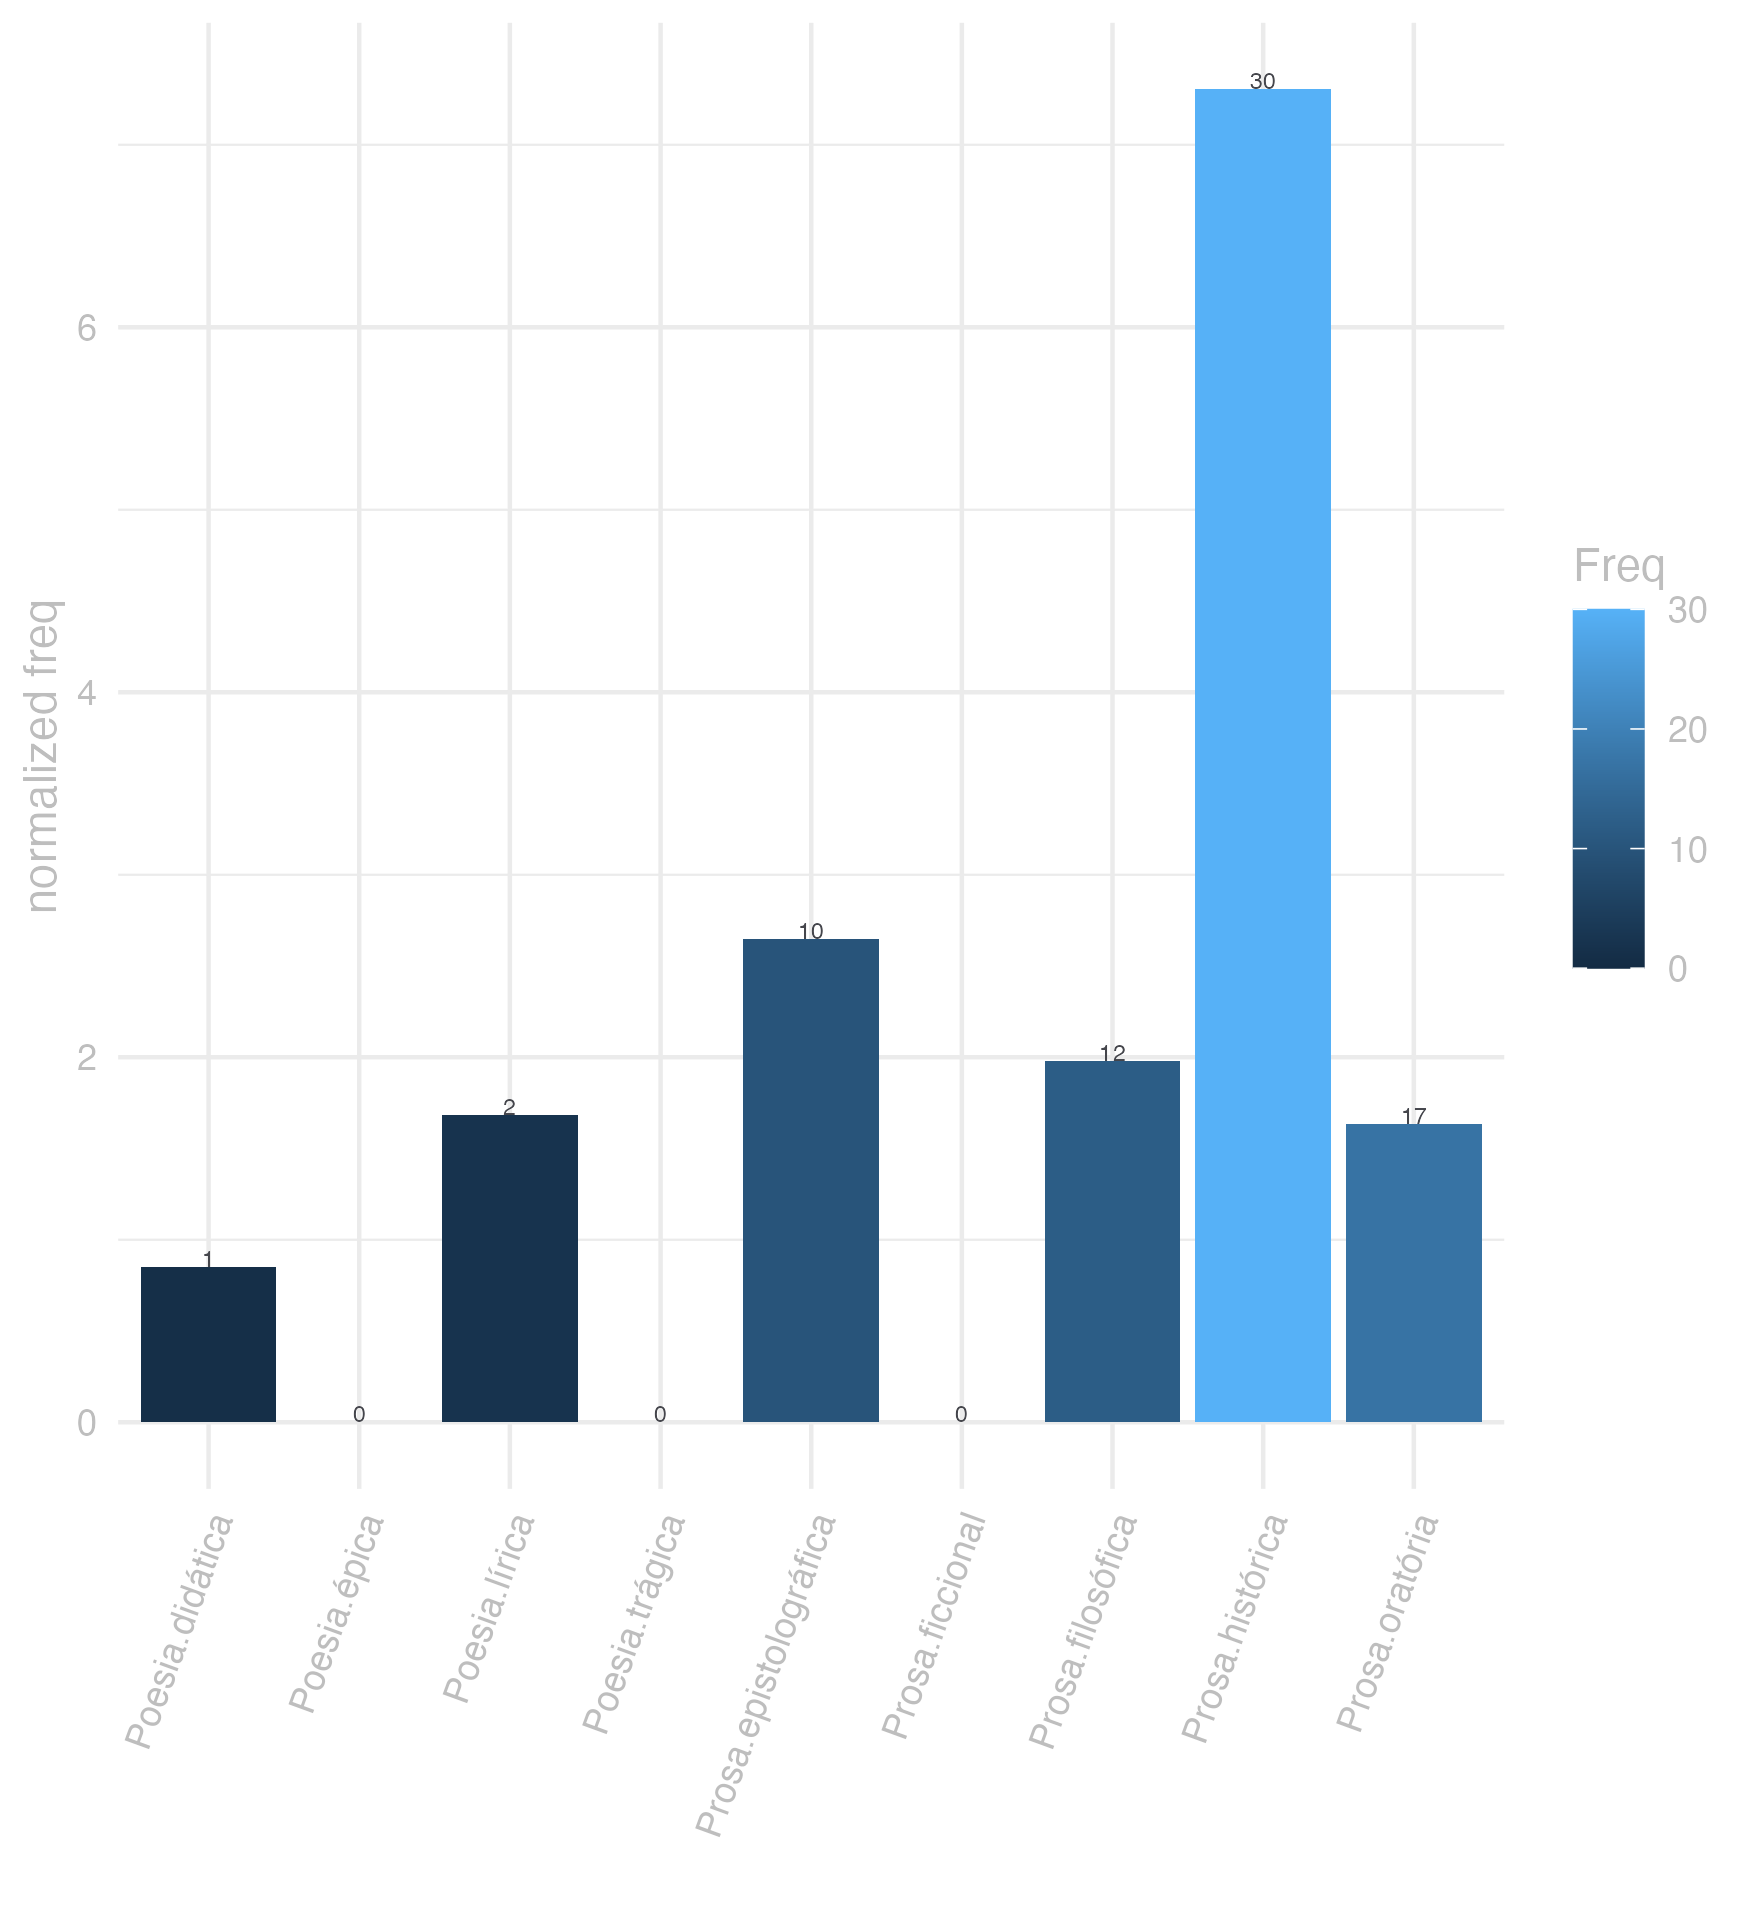 30
6
4
2
0
normalized freq
10
12
2
17
1
0
0
0
Freq
30
20
10
0
Poesia.didática
Poesia.épica
Poesia.lírica
Poesia.trágica
Prosa.epistolográfica
Prosa.ficcional
Prosa.filosófica
Prosa.histórica
Prosa.oratória